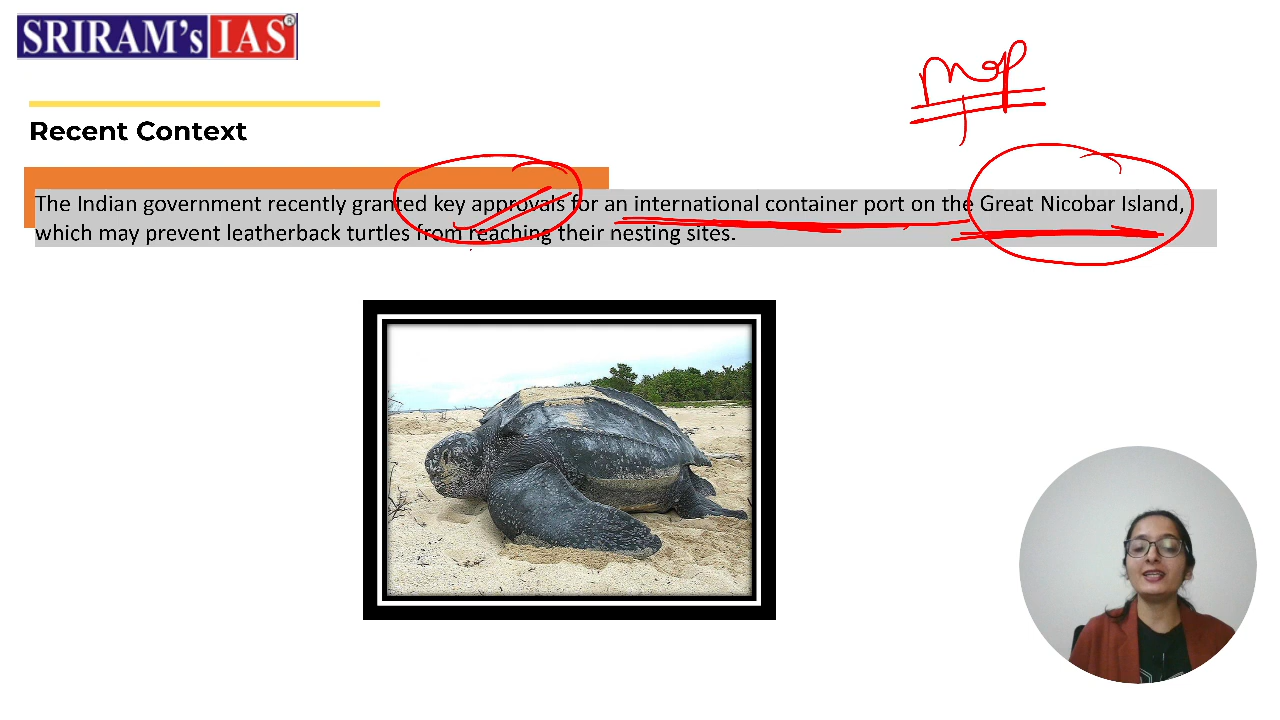 SRIRAM's IAS®
map
Recent Context
The Indian government recently granted key approvals for an international container port on the Great Nicobar Island,
which may prevent leatherback turtles from reaching their nesting sites.